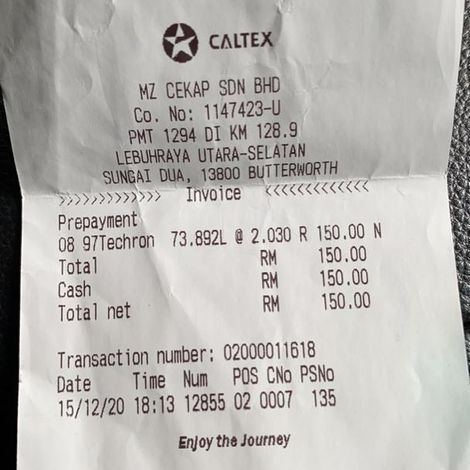 CALTEX
MZ CEKAP SDN BHD
Co. No: 1147423-U
PMT 1294 DI KM 128.9
LEBUHRAYA UTARA-SELATAN
SUNGAI DUA, 13800 BUTTERWORTH
>>>>>>>>>>>>> Invoice <<<<<<<<<<<<<
Prepayment
08 97Techron 73.892L @ 2.030 R 150.00 N
Total RM 150.00
Cash RM 150.00
Total net RM 150.00
Transaction number: 02000011618
Date Time Num POS CNo PSNo
15/12/20 18:13 12855 02 0007 135
Enjoy the Journey